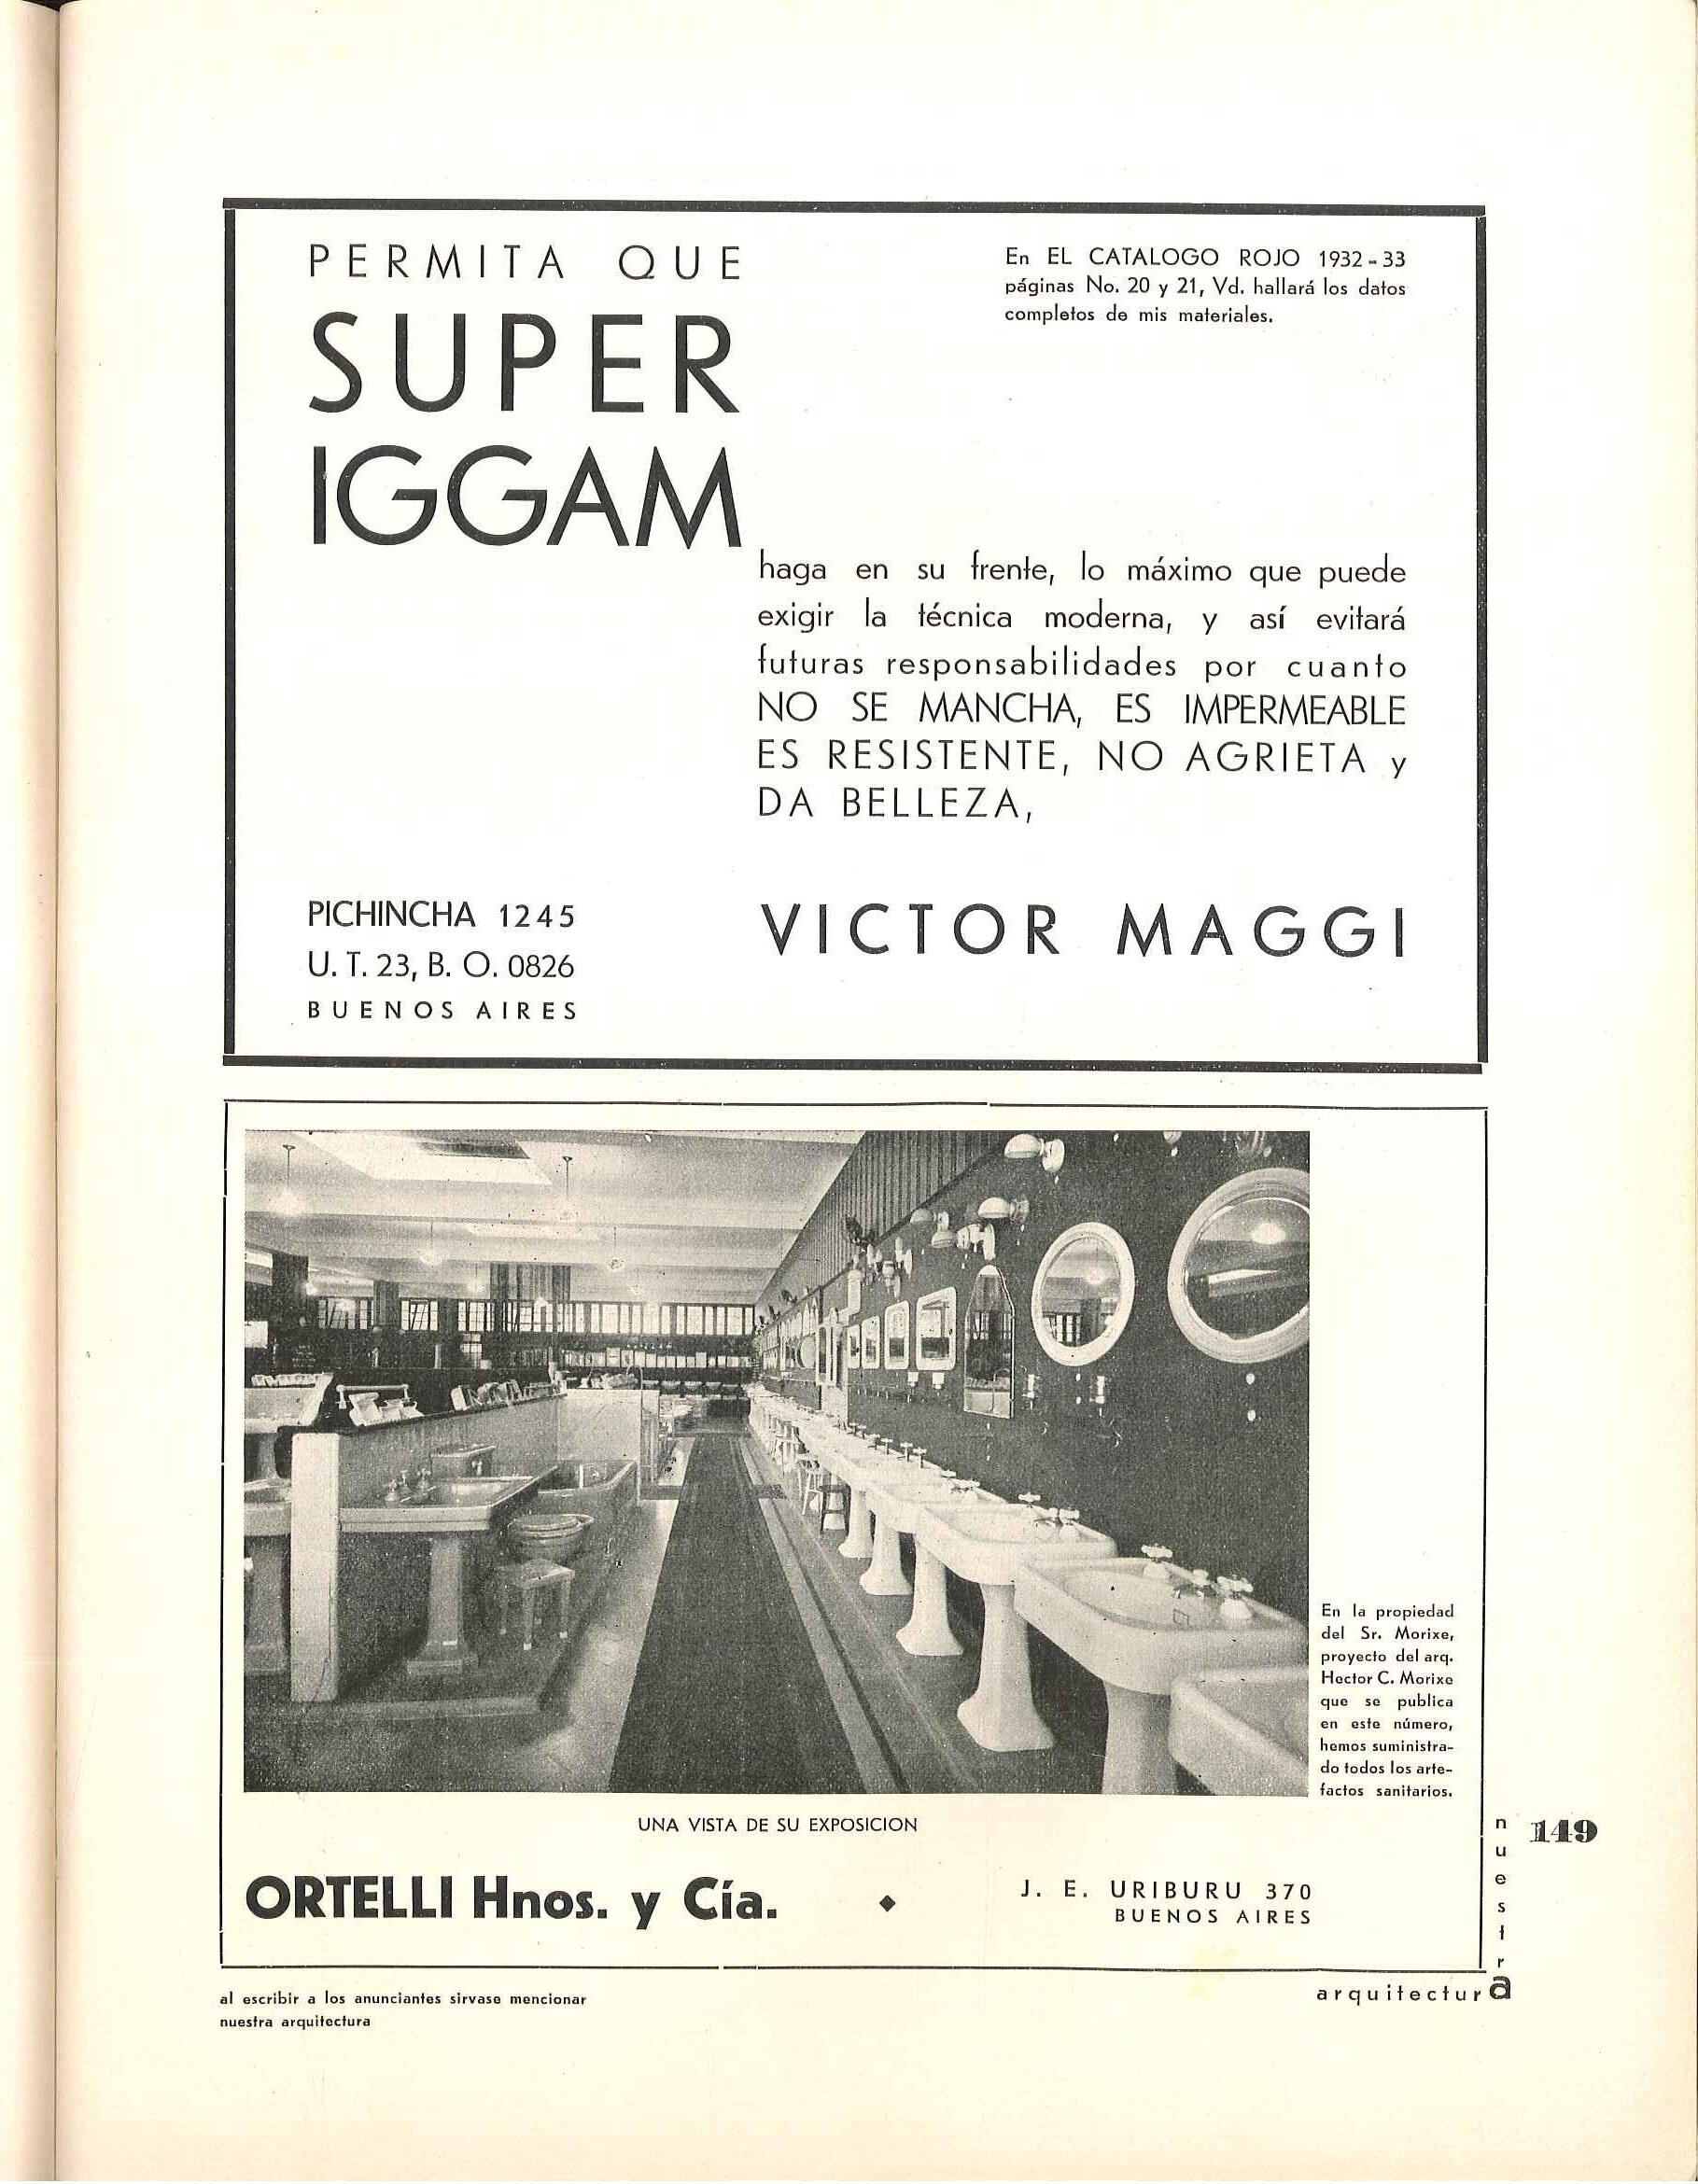 PERMITA QUE
SUPER
IGGAM
En EL CATALOGO ROJO 1932-33
páginas No. 20 y 21, Vd. hallará los datos
completos de mis materiales.
haga en su frente, lo máximo que puede
exigir la técnica moderna, y así evitará
futuras responsabilidades por cuanto
NO SE MANCHA, ES IMPERMEABLE
ES RESISTENTE, NO AGRIETA y
DA BELLEZA,
PICHINCHA 1245
U. T. 23, B. O. 0826
BUENOS AIRES
VICTOR MAGGI
En la propiedad
del Sr. Morixe,
proyecto del arq.
Hector C. Morixe
que se publica
en este número,
hemos suministra-
do todos los arte-
factos sanitarios.
UNA VISTA DE SU EXPOSICION
ORTELLI Hnos. y Cía.
J. E. URIBURU 370
BUENOS AIRES
149
nuestra
arquitectura
al escribir a los anunciantes sirvase mencionar
nuestra arquitectura